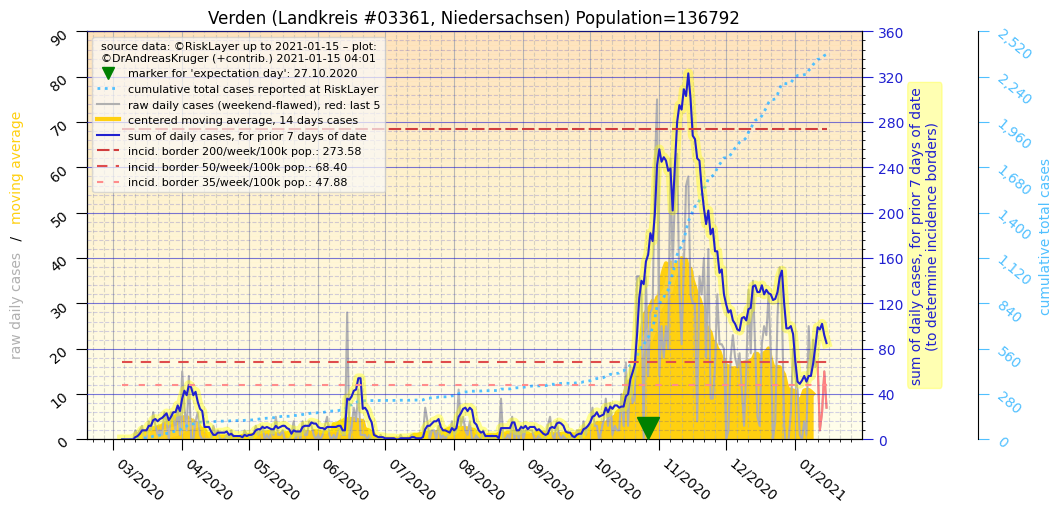 Verden (Landkreis #03361, Niedersachsen) Population=136792
source data: ©RiskLayer up to 2021-01-15 – plot:
©DrAndreasKruger (+contrib.) 2021-01-15 04:01
marker for 'expectation day': 27.10.2020
cumulative total cases reported at RiskLayer
raw daily cases (weekend-flawed), red: last 5
centered moving average, 14 days cases
sum of daily cases, for prior 7 days of date
incid. border 200/week/100k pop.: 273.58
incid. border 50/week/100k pop.: 68.40
incid. border 35/week/100k pop.: 47.88
raw daily cases / moving average
90
80
70
60
50
40
30
20
10
0
03/2020
04/2020
05/2020
06/2020
07/2020
08/2020
09/2020
10/2020
11/2020
12/2020
01/2021
360
320
280
240
200
160
120
80
40
0
sum of daily cases, for prior 7 days of date
(to determine incidence borders)
2,520
2,240
1,960
1,680
1,400
1,120
840
560
280
0
cumulative total cases